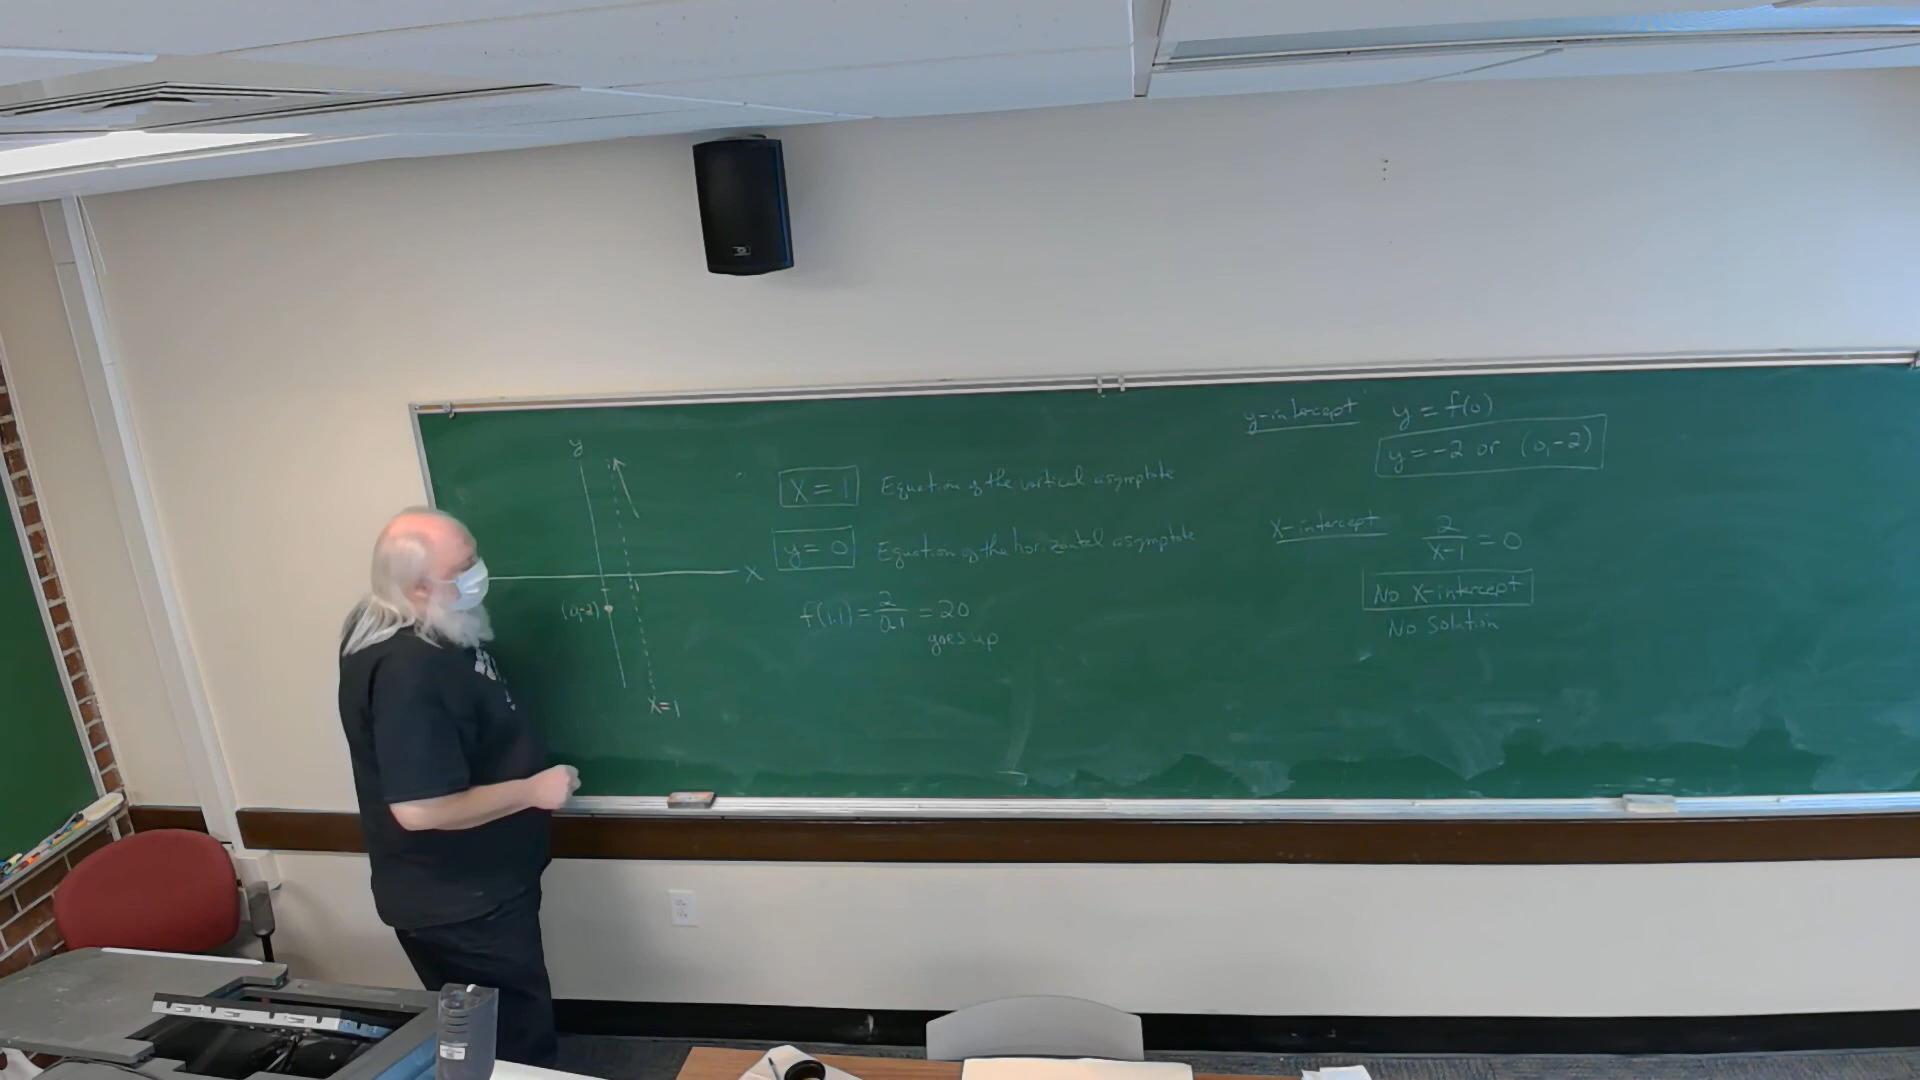 y
X
(0,-2)
X=1
X = 1 Equation of the vertical asymptote
y = 0 Equation of the horizontal asymptote
f(1.1) = 2/0.1 = 20
goes up
y-intercept y = f(0)
y = -2 or (0,-2)
X-intercept 2/(X-1) = 0
No X-intercept
No Solution